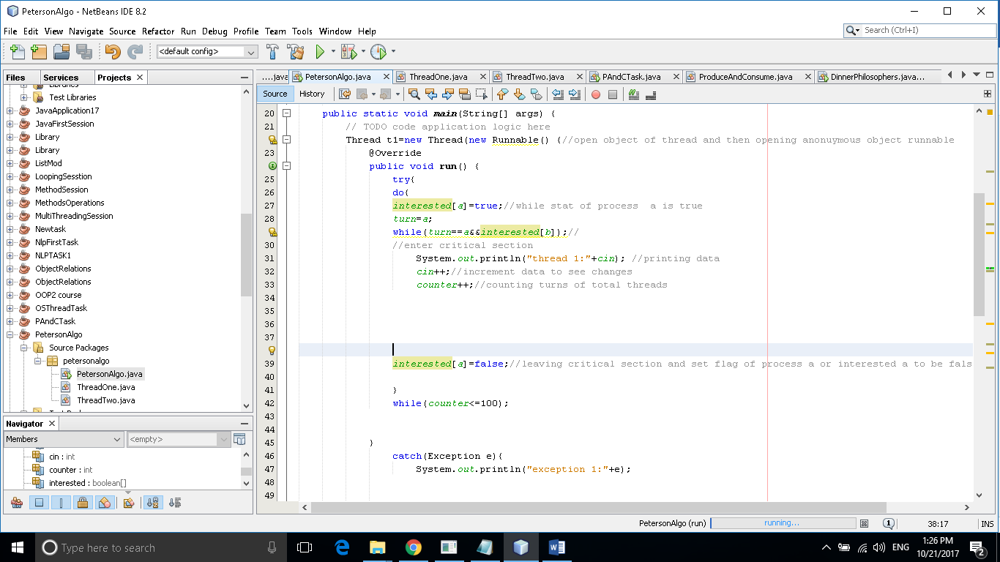 PetersonAlgo - NetBeans IDE 8.2
File Edit View Navigate Source Refactor Run Debug Profile Team Tools Window Help
Search (Ctrl+I)
<default config>
Files Services Projects
Libraries
Test Libraries
JavaApplication17
JavaFirstSession
Library
Library
ListMod
LoopingSesstion
MethodSession
MethodsOperations
MultiThreadingSession
Newtask
NlpFirstTask
NLPTASK1
ObjectRelations
ObjectRelations
OOP2 course
OSThreadTask
PAndCTask
PetersonAlgo
Source Packages
petersonalgo
PetersonAlgo.java
ThreadOne.java
ThreadTwo.java
Navigator
Members
<empty>
cin : int
counter : int
interested : boolean[]
....java PetersonAlgo.java ThreadOne.java ThreadTwo.java PAndCTask.java ProduceAndConsume.java DinnerPhilosophers.java...
Source History
20 public static void main(String[] args) {
21 // TODO code application logic here
Thread t1=new Thread(new Runnable() {//open object of thread and then opening anonuymous object runnable
23 @Override
public void run() {
25 try{
26 do{
27 interested[a]=true;//while stat of process  a is true
28 turn=a;
while(turn==a&&interested[b]);//
30 //enter critical section
31 System.out.println("thread 1:"+cin); //printing data
32 cin++;//increment data to see changes
33 counter++;//counting turns of total threads
34
35
36
37
39 interested[a]=false;//leaving critical section and set flag of process a or interested a to be fals
40
41 }
42 while(counter<=100);
43
44
45 }
46 catch(Exception e){
47 System.out.println("exception 1:"+e);
48
49
PetersonAlgo (run) running... 1 38:17 INS
Type here to search
ENG
1:26 PM
10/21/2017
2